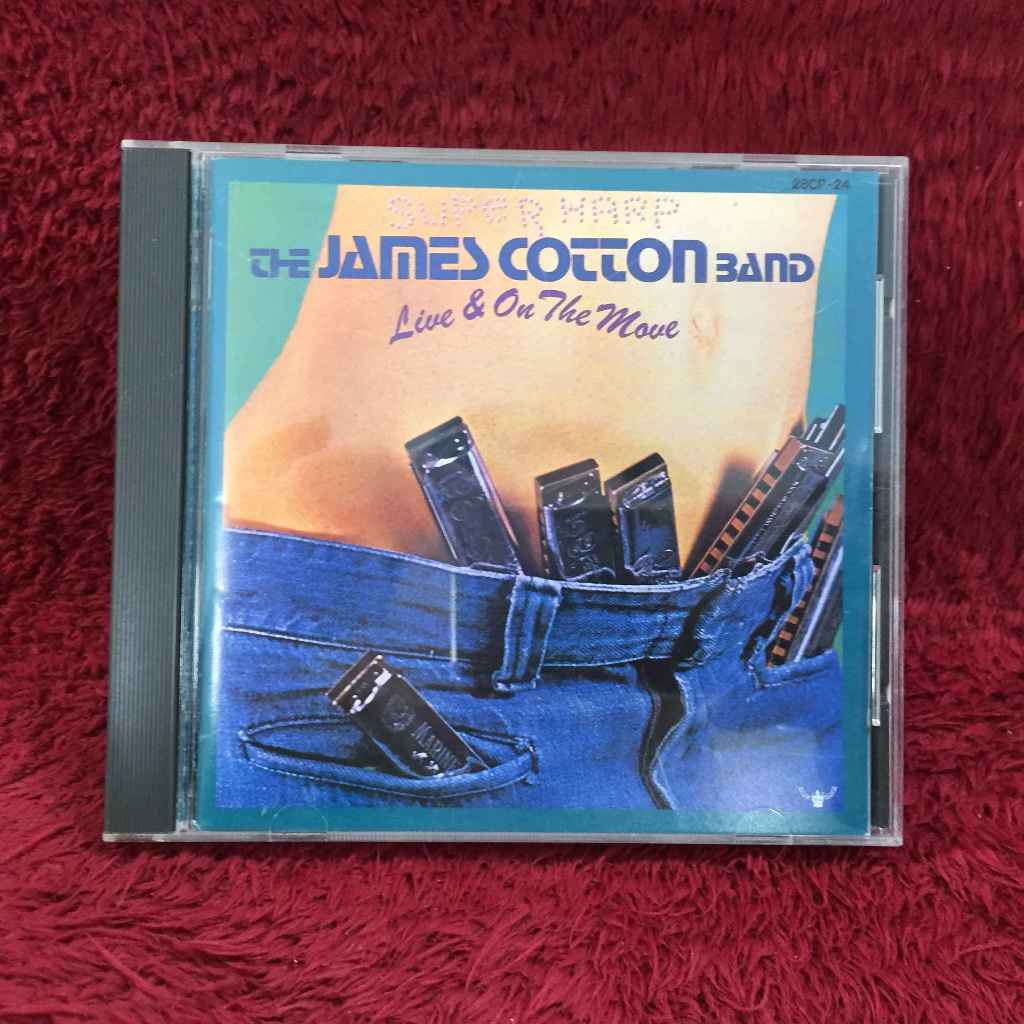 28CP-24
SUPER HARP
THE JAMES COTTON BAND
Live & On The Move